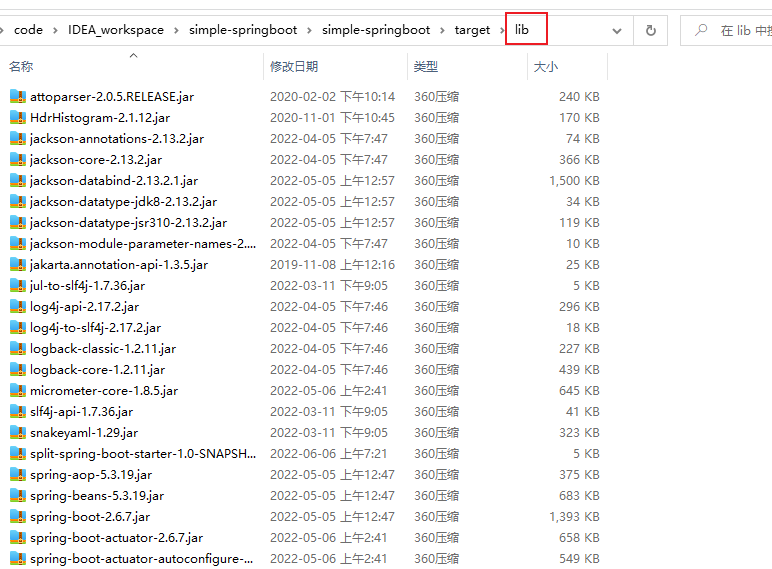 code › IDEA_workspace › simple-springboot › simple-springboot › target › lib 在 lib 中
名称 修改日期 类型 大小
attoparser-2.0.5.RELEASE.jar 2020-02-02 下午10:14 360压缩 240 KB
HdrHistogram-2.1.12.jar 2020-11-01 下午10:45 360压缩 170 KB
jackson-annotations-2.13.2.jar 2022-04-05 下午7:47 360压缩 74 KB
jackson-core-2.13.2.jar 2022-04-05 下午7:47 360压缩 366 KB
jackson-databind-2.13.2.1.jar 2022-05-05 上午12:57 360压缩 1,500 KB
jackson-datatype-jdk8-2.13.2.jar 2022-05-05 上午12:57 360压缩 34 KB
jackson-datatype-jsr310-2.13.2.jar 2022-05-05 上午12:57 360压缩 119 KB
jackson-module-parameter-names-2.... 2022-04-05 下午7:47 360压缩 10 KB
jakarta.annotation-api-1.3.5.jar 2019-11-08 上午12:16 360压缩 25 KB
jul-to-slf4j-1.7.36.jar 2022-03-11 下午9:05 360压缩 5 KB
log4j-api-2.17.2.jar 2022-04-05 下午7:46 360压缩 296 KB
log4j-to-slf4j-2.17.2.jar 2022-04-05 下午7:46 360压缩 18 KB
logback-classic-1.2.11.jar 2022-04-05 下午7:46 360压缩 227 KB
logback-core-1.2.11.jar 2022-04-05 下午7:46 360压缩 439 KB
micrometer-core-1.8.5.jar 2022-05-06 上午2:41 360压缩 645 KB
slf4j-api-1.7.36.jar 2022-03-11 下午9:05 360压缩 41 KB
snakeyaml-1.29.jar 2022-03-11 下午9:05 360压缩 323 KB
split-spring-boot-starter-1.0-SNAPSH... 2022-06-06 上午7:21 360压缩 5 KB
spring-aop-5.3.19.jar 2022-05-05 上午12:47 360压缩 375 KB
spring-beans-5.3.19.jar 2022-05-05 上午12:47 360压缩 683 KB
spring-boot-2.6.7.jar 2022-05-05 上午12:47 360压缩 1,393 KB
spring-boot-actuator-2.6.7.jar 2022-05-06 上午2:41 360压缩 658 KB
spring-boot-actuator-autoconfigure-... 2022-05-06 上午2:41 360压缩 549 KB